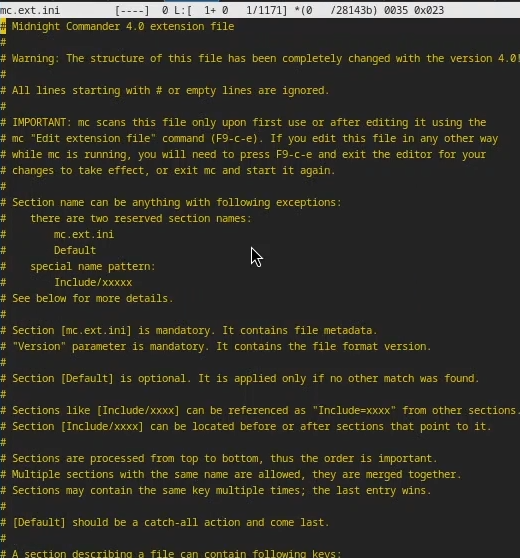 mc.ext.ini [----] 0 L:[ 1+ 0 1/1171] *(0 /28143b) 0035 0x023
# Midnight Commander 4.0 extension file
#
# Warning: The structure of this file has been completely changed with the version 4.0!
#
# All lines starting with # or empty lines are ignored.
#
# IMPORTANT: mc scans this file only upon first use or after editing it using the
# mc "Edit extension file" command (F9-c-e). If you edit this file in any other way
# while mc is running, you will need to press F9-c-e and exit the editor for your
# changes to take effect, or exit mc and start it again.
#
# Section name can be anything with following exceptions:
#    there are two reserved section names:
#        mc.ext.ini
#        Default
#    special name pattern:
#        Include/xxxxx
# See below for more details.
#
# Section [mc.ext.ini] is mandatory. It contains file metadata.
# "Version" parameter is mandatory. It contains the file format version.
#
# Section [Default] is optional. It is applied only if no other match was found.
#
# Sections like [Include/xxxx] can be referenced as "Include=xxxx" from other sections.
# Section [Include/xxxx] can be located before or after sections that point to it.
#
# Sections are processed from top to bottom, thus the order is important.
# Multiple sections with the same name are allowed, they are merged together.
# Sections may contain the same key multiple times; the last entry wins.
#
# [Default] should be a catch-all action and come last.
#
# A section describing a file can contain following keys: